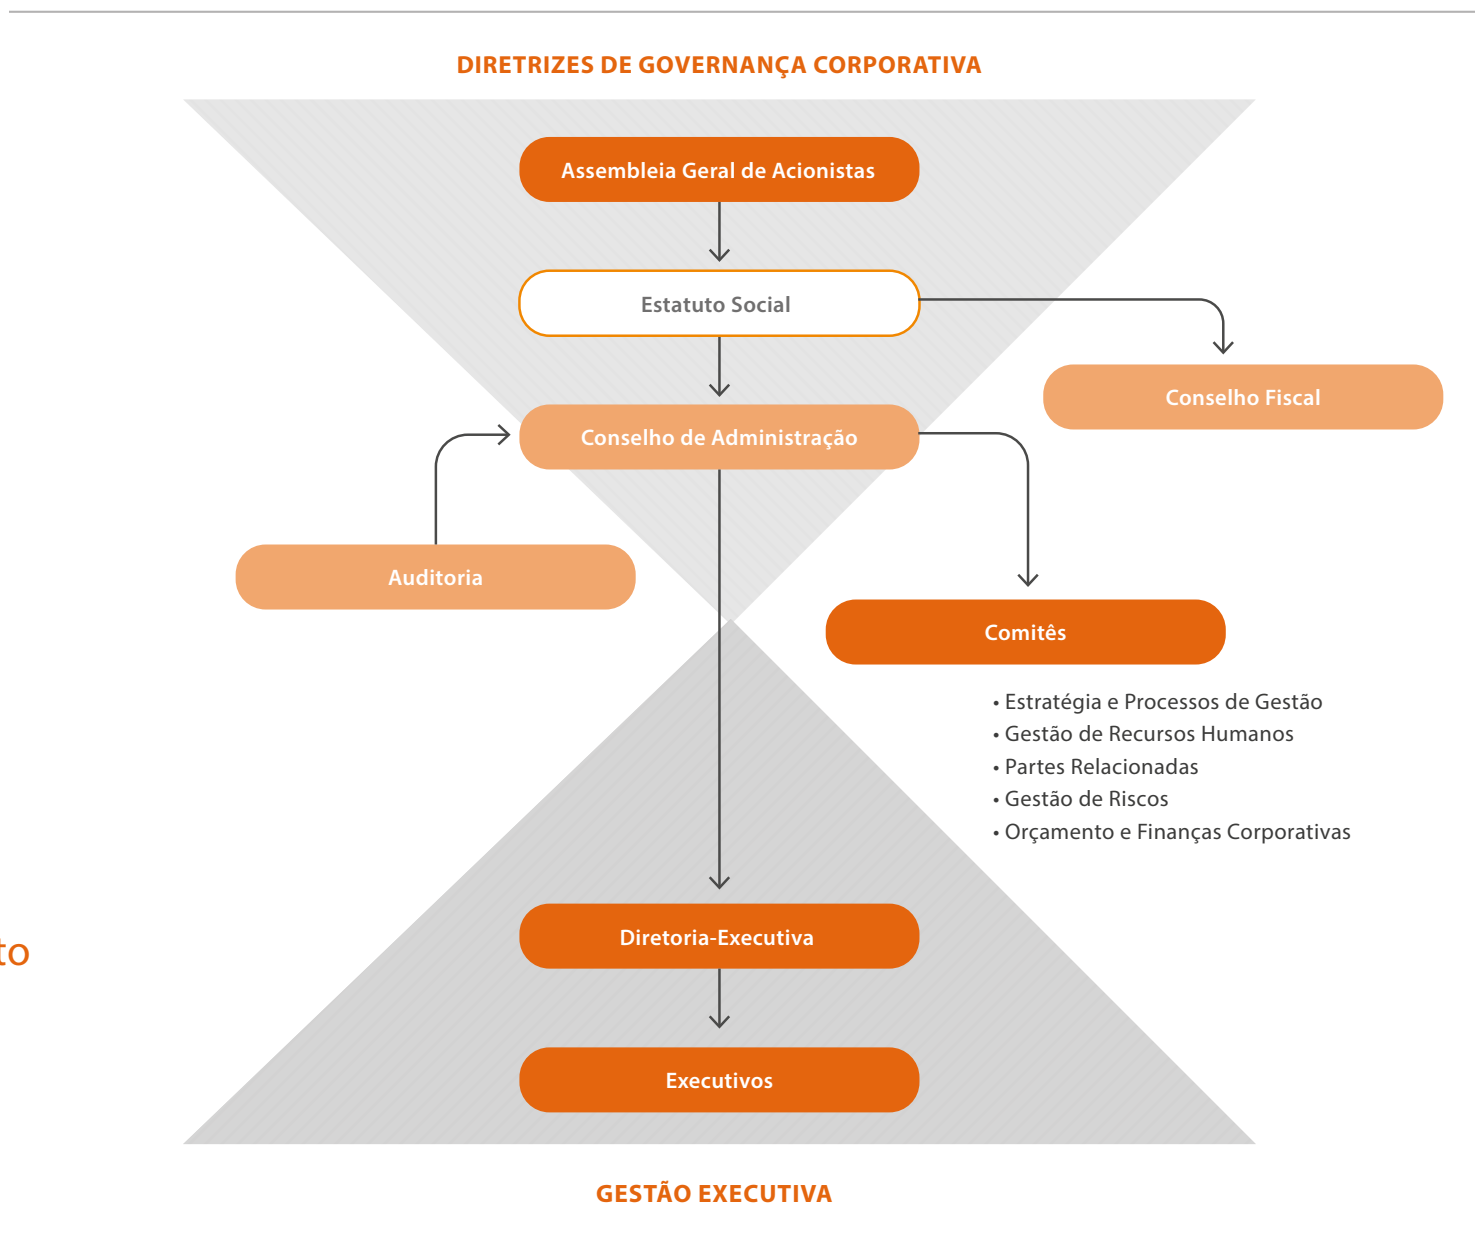 DIRETRIZES DE GOVERNANÇA CORPORATIVA
Assembleia Geral de Acionistas
Estatuto Social
Conselho Fiscal
Conselho de Administração
Auditoria
Comitês
• Estratégia e Processos de Gestão
• Gestão de Recursos Humanos
• Partes Relacionadas
• Gestão de Riscos
• Orçamento e Finanças Corporativas
Diretoria-Executiva
to
Executivos
GESTÃO EXECUTIVA